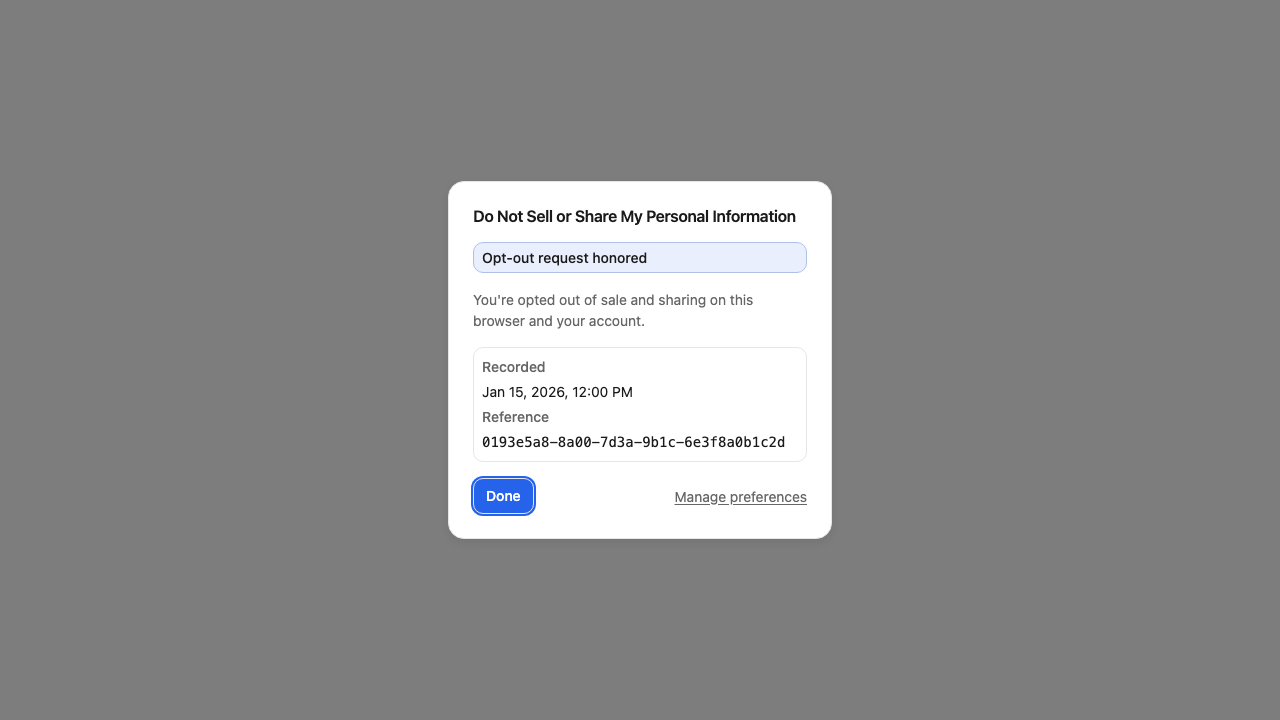 Do Not Sell or Share My Personal Information
Opt-out request honored
You're opted out of sale and sharing on this
browser and your account.
Recorded
Jan 15, 2026, 12:00 PM
Reference
0193e5a8-8a00-7d3a-9b1c-6e3f8a0b1c2d
Done
Manage preferences